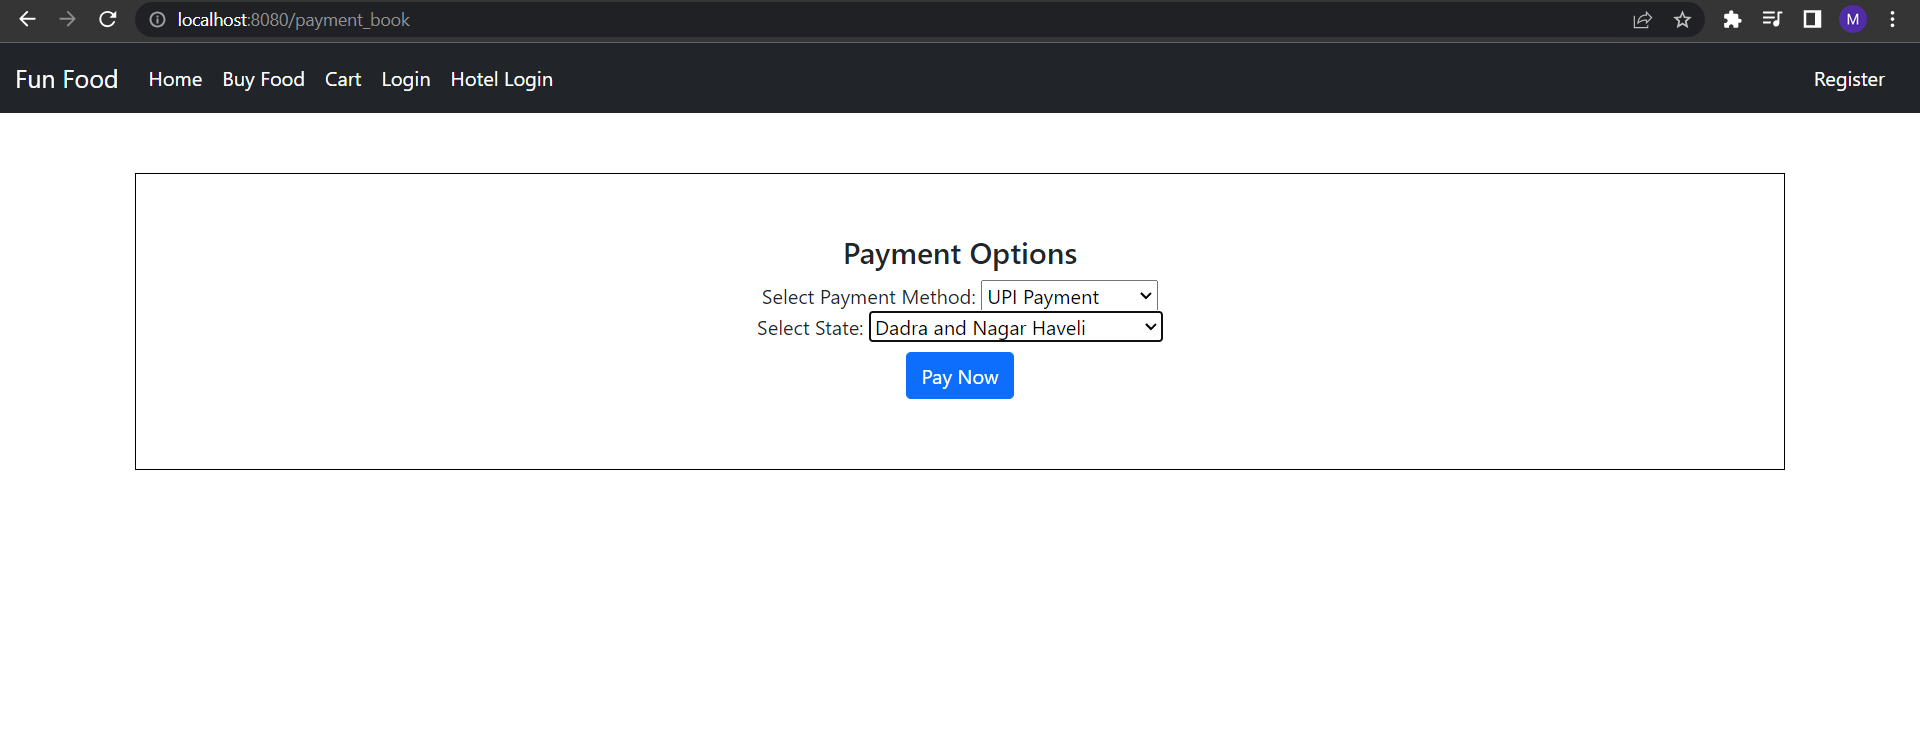 localhost:8080/payment_book
M
Fun Food Home Buy Food Cart Login Hotel Login Register
Payment Options
Select Payment Method: UPI Payment
Select State: Dadra and Nagar Haveli
Pay Now